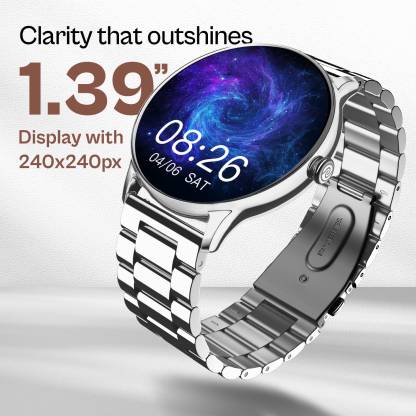 Clarity that outshines
1.39”
Display with
240x240px
08:26
04/06 SAT